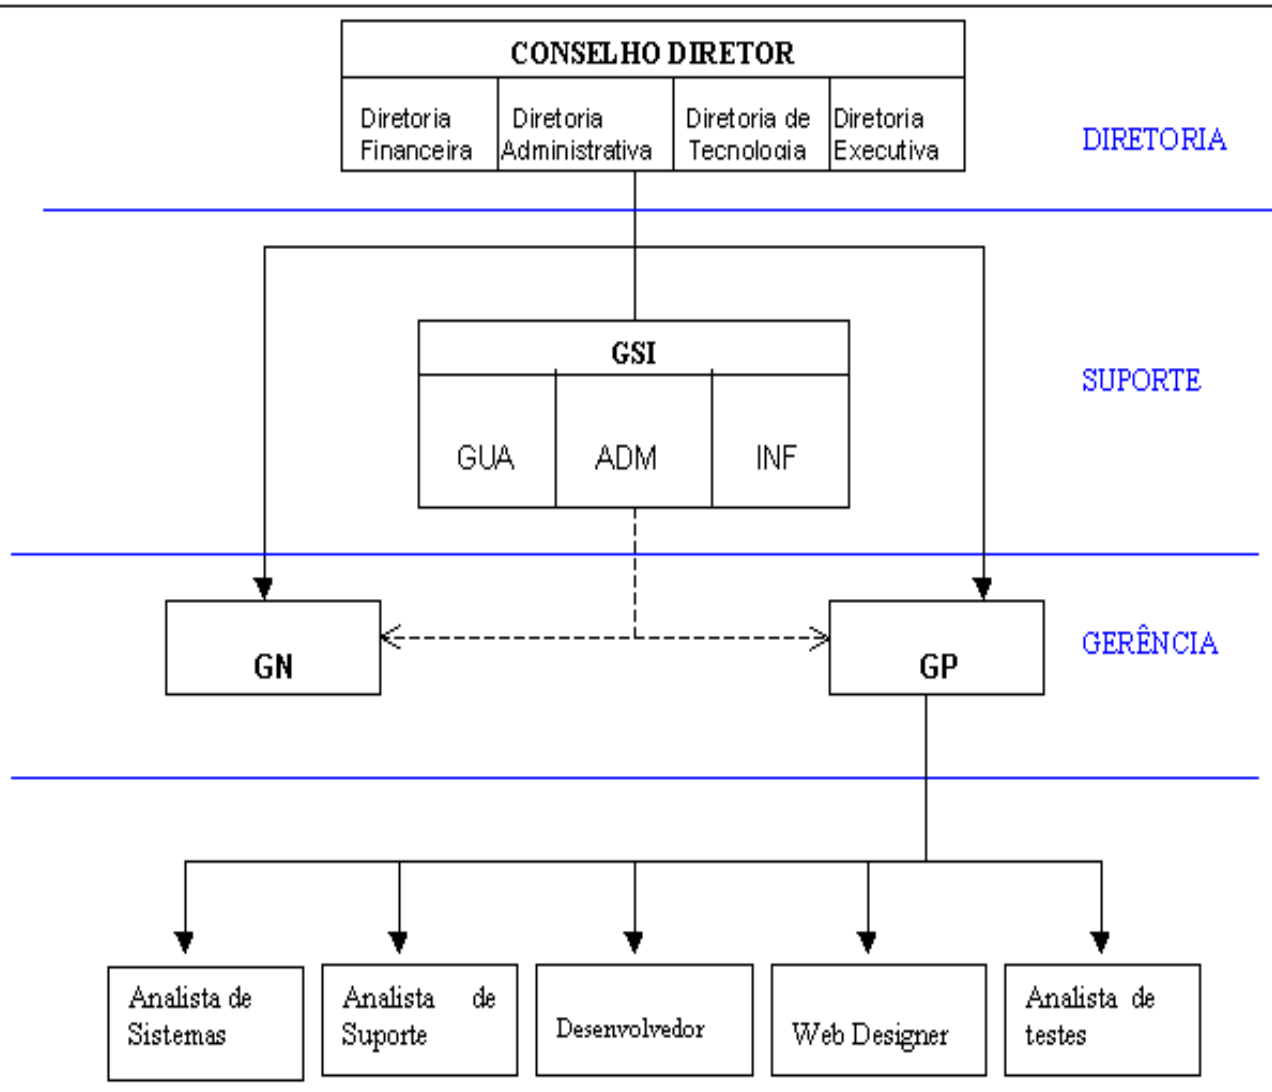 CONSELHO DIRETOR
Diretoria
Financeira
Diretoria
Administrativa
Diretoria de
Tecnologia
Diretoria
Executiva
DIRETORIA
GSI
SUPORTE
GUA
ADM
INF
GN
GP
GERÊNCIA
Analista de
Sistemas
Analista de
Suporte
Desenvolvedor
Web Designer
Analista de
testes